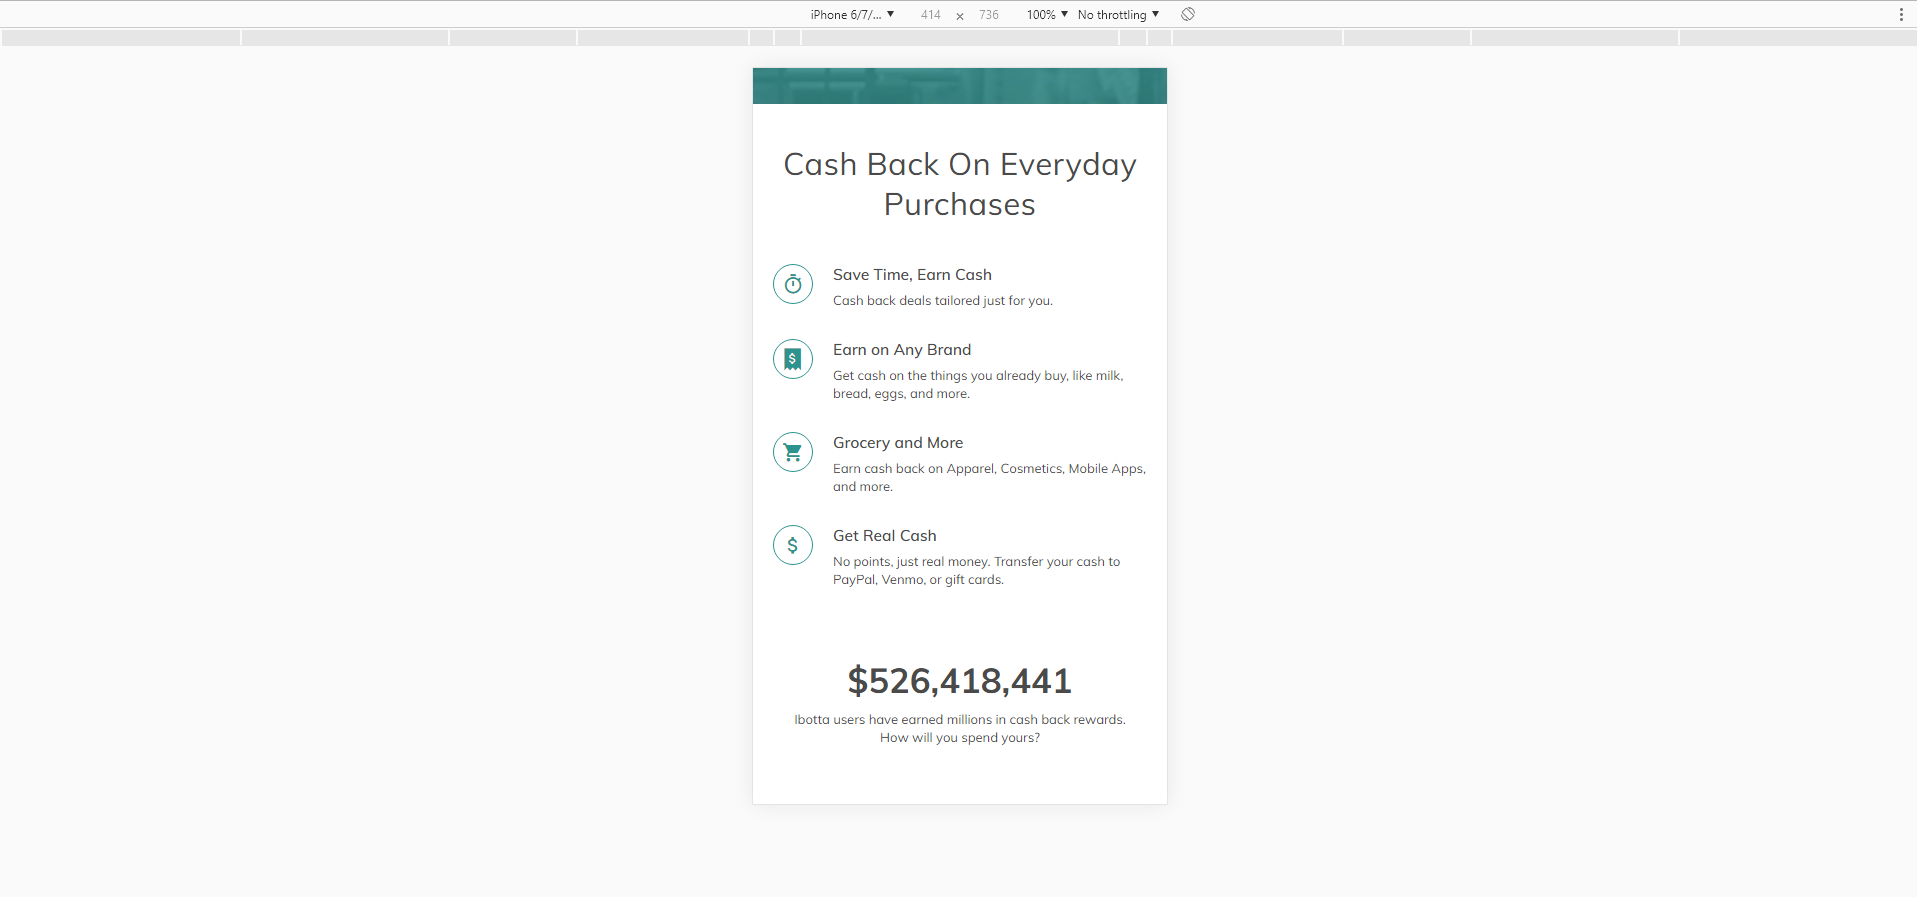 iPhone 6/7/... ▼ 414 x 736 100% ▼ No throttling ▼
Cash Back On Everyday
Purchases
Save Time, Earn Cash
Cash back deals tailored just for you.
Earn on Any Brand
Get cash on the things you already buy, like milk,
bread, eggs, and more.
Grocery and More
Earn cash back on Apparel, Cosmetics, Mobile Apps,
and more.
Get Real Cash
No points, just real money. Transfer your cash to
PayPal, Venmo, or gift cards.
$526,418,441
Ibotta users have earned millions in cash back rewards.
How will you spend yours?